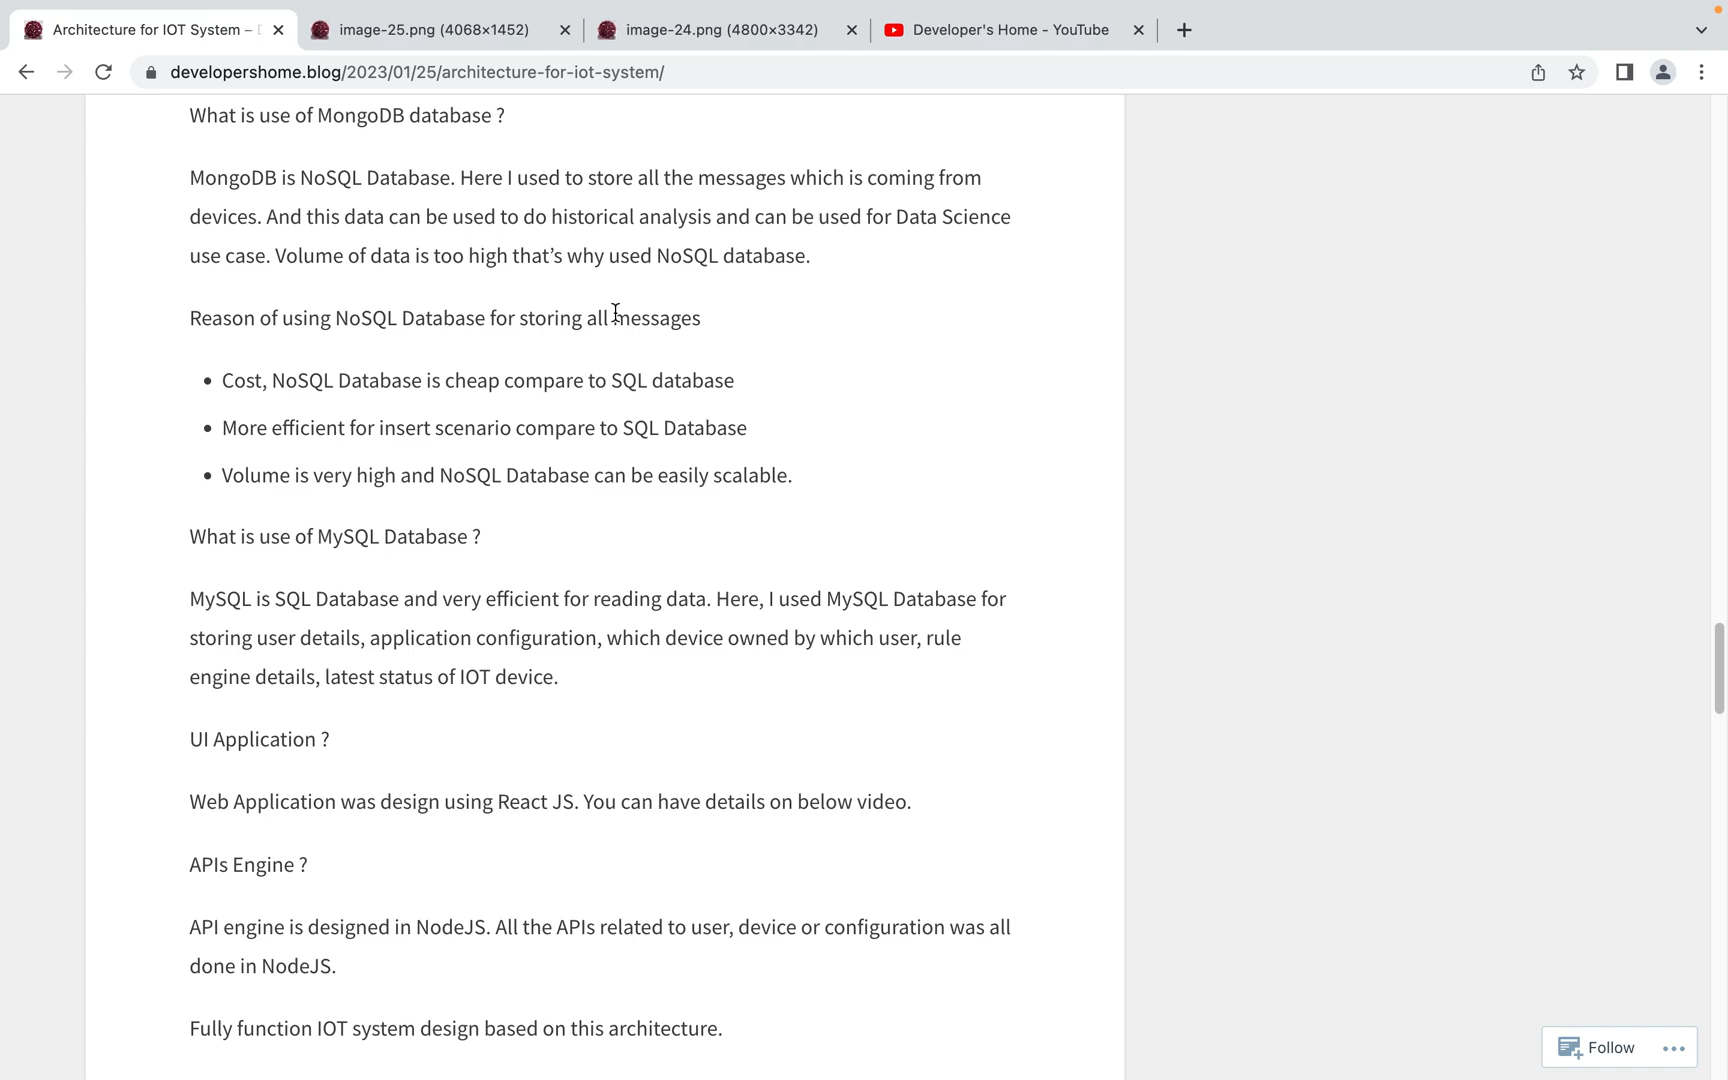 Architecture for IOT System – D
image-25.png (4068×1452)
image-24.png (4800×3342)
Developer's Home - YouTube
developershome.blog/2023/01/25/architecture-for-iot-system/
What is use of MongoDB database ?
MongoDB is NoSQL Database. Here I used to store all the messages which is coming from
devices. And this data can be used to do historical analysis and can be used for Data Science
use case. Volume of data is too high that’s why used NoSQL database.
Reason of using NoSQL Database for storing all messages
• Cost, NoSQL Database is cheap compare to SQL database
• More efficient for insert scenario compare to SQL Database
• Volume is very high and NoSQL Database can be easily scalable.
What is use of MySQL Database ?
MySQL is SQL Database and very efficient for reading data. Here, I used MySQL Database for
storing user details, application configuration, which device owned by which user, rule
engine details, latest status of IOT device.
UI Application ?
Web Application was design using React JS. You can have details on below video.
APIs Engine ?
API engine is designed in NodeJS. All the APIs related to user, device or configuration was all
done in NodeJS.
Fully function IOT system design based on this architecture.
Follow